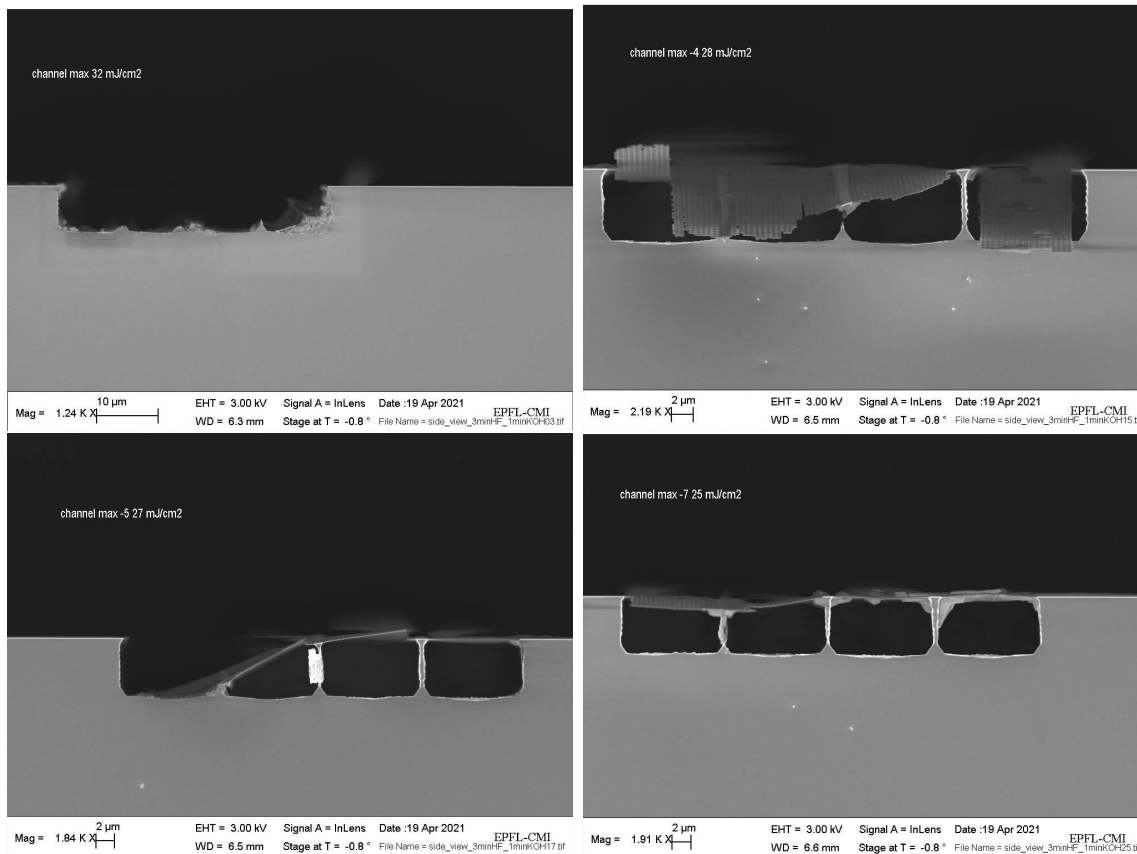 channel max 32 mJ/cm2
10 µm
Mag = 1.24 K X
EHT = 3.00 kV
Signal A = InLens
Date :19 Apr 2021
EPFL-CMI
WD = 6.3 mm
Stage at T = -0.8 °
File Name = side_view_3minHF_1minKOH03.tif
channel max -4 28 mJ/cm2
2 µm
Mag = 2.19 K X
EHT = 3.00 kV
Signal A = InLens
Date :19 Apr 2021
EPFL-CMI
WD = 6.5 mm
Stage at T = -0.8 °
File Name = side_view_3minHF_1minKOH15.t
channel max -5 27 mJ/cm2
2 µm
Mag = 1.84 K X
EHT = 3.00 kV
Signal A = InLens
Date :19 Apr 2021
EPFL-CMI
WD = 6.5 mm
Stage at T = -0.8 °
File Name = side_view_3minHF_1minKOH17.tif
channel max -7 25 mJ/cm2
2 µm
Mag = 1.91 K X
EHT = 3.00 kV
Signal A = InLens
Date :19 Apr 2021
EPFL-CMI
WD = 6.6 mm
Stage at T = -0.8 °
File Name = side_view_3minHF_1minKOH25.t